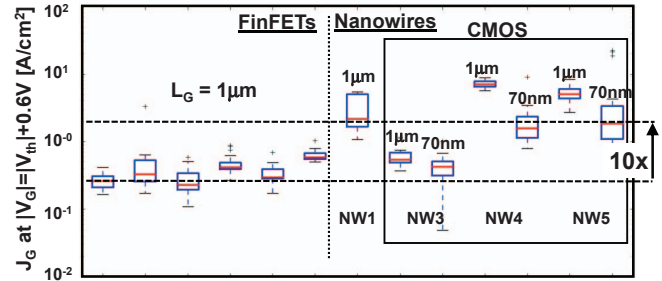 FinFETs Nanowires
CMOS
J_G at |V_G|=|V_th|+0.6V [A/cm²]
10²
10¹
10⁰
10⁻¹
10⁻²
L_G = 1µm
1µm
1µm
70nm
1µm
70nm
1µm
70nm
10x
NW1 NW3 NW4 NW5